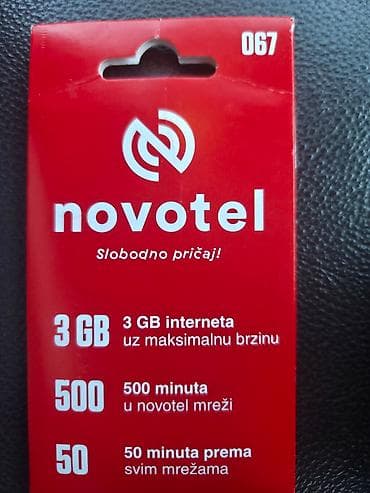 067
novotel
Slobodno pričaj!
3 GB
3 GB interneta
uz maksimalnu brzinu
500
500 minuta
u novotel mreži
50
50 minuta prema
svim mrežama